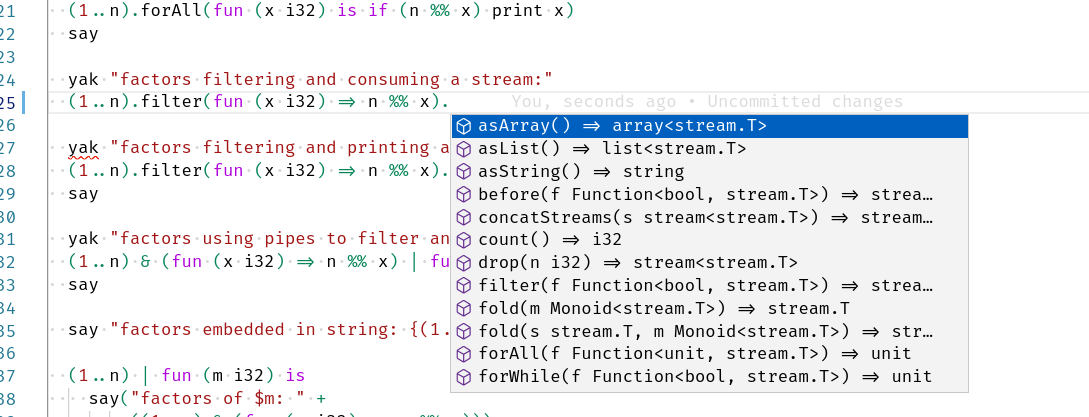 21 (1..n).forAll(fun (x i32) is if (n %% x) print x)
22 say
23
24 yak "factors filtering and consuming a stream:"
25 (1..n).filter(fun (x i32) ⇒ n %% x). You, seconds ago • Uncommitted changes
26 asArray() ⇒ array<stream.T>
27 yak "factors filtering and printing a
asList() ⇒ list<stream.T>
28 (1..n).filter(fun (x i32) ⇒ n %% x).
asString() ⇒ string
29 say
before(f Function<bool, stream.T>) ⇒ strea…
30 concatStreams(s stream<stream.T>) ⇒ stream…
31 yak "factors using pipes to filter an
count() ⇒ i32
32 (1..n) & (fun (x i32) ⇒ n %% x) | fu
drop(n i32) ⇒ stream<stream.T>
33 say
filter(f Function<bool, stream.T>) ⇒ strea…
34 fold(m Monoid<stream.T>) ⇒ stream.T
35 say "factors embedded in string: {(1.
fold(s stream.T, m Monoid<stream.T>) ⇒ str…
36 forAll(f Function<unit, stream.T>) ⇒ unit
37 (1..n) | fun (m i32) is
forWhile(f Function<bool, stream.T>) ⇒ unit
38 say("factors of $m: " +